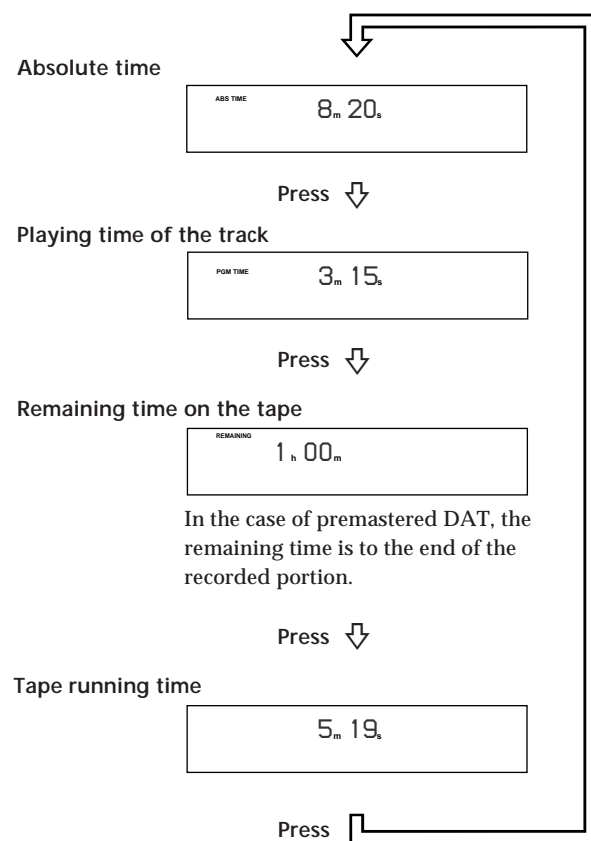 Absolute time
ABS TIME 8m 20s
Press
Playing time of the track
PGM TIME 3m 15s
Press
Remaining time on the tape
REMAINING 1h 00m
In the case of premastered DAT, the
remaining time is to the end of the
recorded portion.
Press
Tape running time
5m 19s
Press